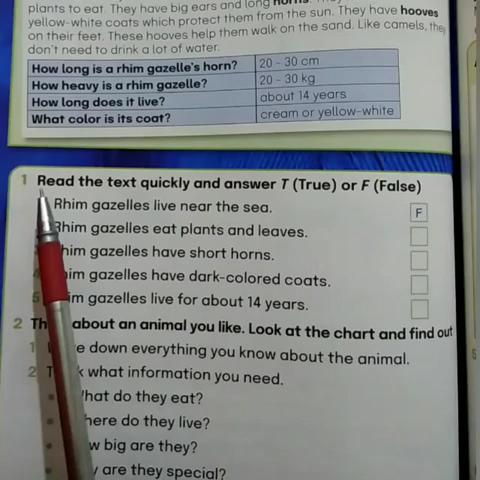 plants to eat. They have big ears and long horns.
yellow-white coats which protect them from the sun. They have hooves
on their feet. These hooves help them walk on the sand. Like camels, they
don't need to drink a lot of water.
How long is a rhim gazelle's horn? 20 - 30 cm
How heavy is a rhim gazelle? 20 - 30 kg
How long does it live? about 14 years
What color is its coat? cream or yellow-white
1 Read the text quickly and answer T (True) or F (False)
Rhim gazelles live near the sea. F
Rhim gazelles eat plants and leaves.
him gazelles have short horns.
him gazelles have dark-colored coats.
5 im gazelles live for about 14 years.
2 Th about an animal you like. Look at the chart and find out
1 e down everything you know about the animal.
2 T k what information you need.
hat do they eat?
here do they live?
w big are they?
y are they special?
5